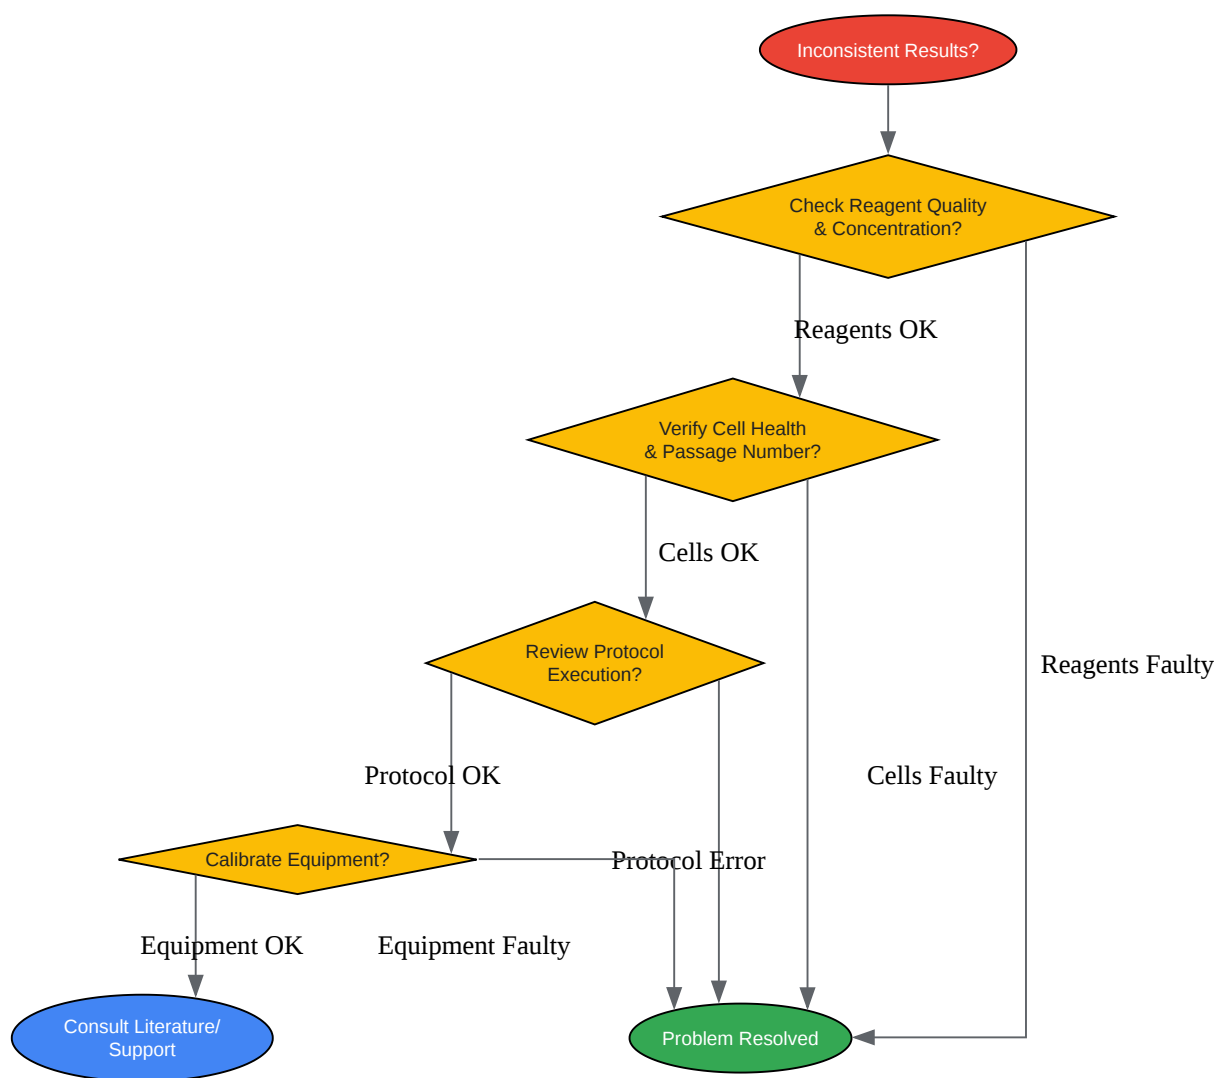 Inconsistent Results?
Check Reagent Quality
& Concentration?
Reagents OK
Verify Cell Health
& Passage Number?
Cells OK
Review Protocol
Execution?
Reagents Faulty
Protocol OK
Cells Faulty
Calibrate Equipment?
Protocol Error
Equipment OK
Equipment Faulty
Consult Literature/
Support
Problem Resolved